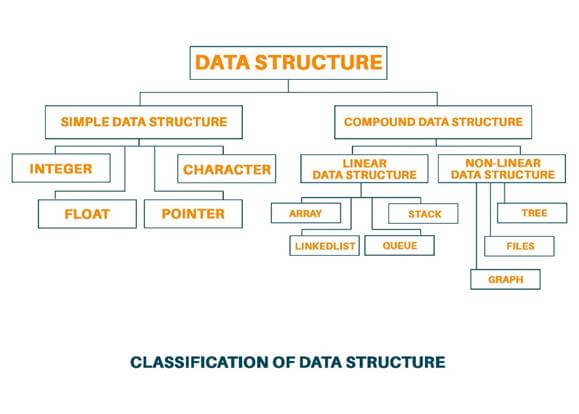 DATA STRUCTURE
SIMPLE DATA STRUCTURE
COMPOUND DATA STRUCTURE
INTEGER
CHARACTER
FLOAT
POINTER
LINEAR
DATA STRUCTURE
NON-LINEAR
DATA STRUCTURE
ARRAY
STACK
LINKEDLIST
QUEUE
TREE
FILES
GRAPH
CLASSIFICATION OF DATA STRUCTURE